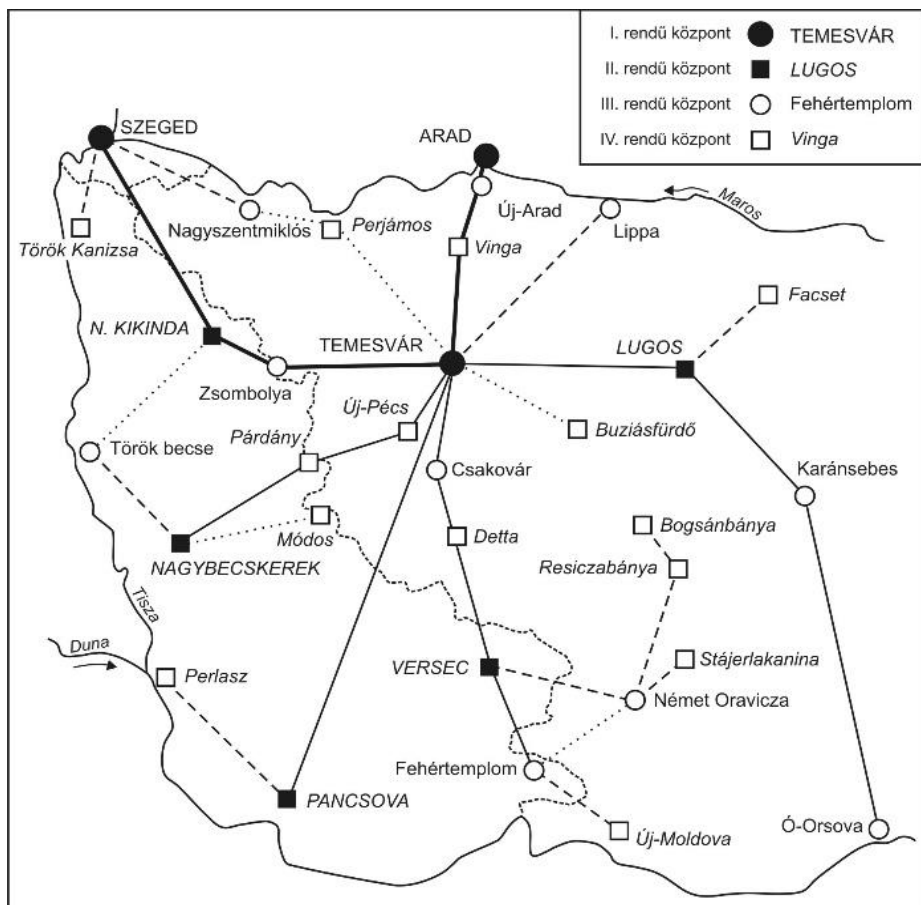 I. rendű központ TEMESVÁR
II. rendű központ LUGOS
III. rendű központ Fehértemplom
IV. rendű központ Vinga
SZEGED
ARAD
Maros
Új-Arad
Nagyszentmiklós
Perjámos
Lippa
Török Kanizsa
Vinga
Facset
N. KIKINDA
TEMESVÁR
LUGOS
Zsombolya
Új-Pécs
Buziásfürdő
Párdány
Török becse
Csakovár
Karánsebes
Módos
Detta
Bogsánbánya
NAGYBECSKEREK
Resiczabánya
Tisza
Duna
Perlasz
VERSEC
Stájerlakanina
Német Oravicza
Fehértemplom
PANCSOVA
Új-Moldova
Ó-Orsova